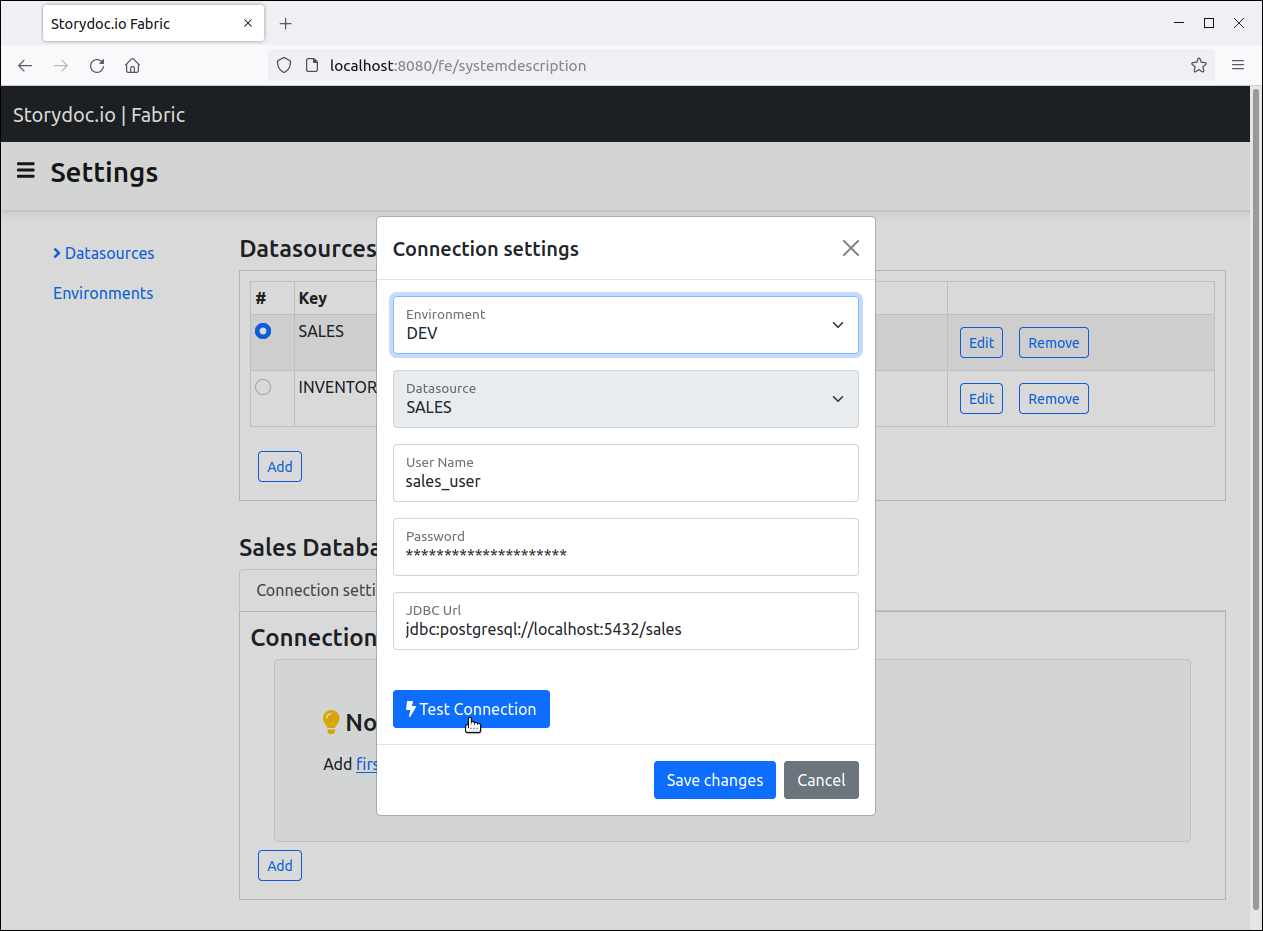 Storydoc.io Fabric
localhost:8080/fe/systemdescription
Storydoc.io | Fabric
Settings
Datasources
Environments
Datasources
# Key
SALES Edit Remove
INVENTOR Edit Remove
Add
Sales Databa
Connection setti
Connection
No
Add firs
Add
Connection settings
Environment
DEV
Datasource
SALES
User Name
sales_user
Password
*********************
JDBC Url
jdbc:postgresql://localhost:5432/sales
Test Connection
Save changes Cancel